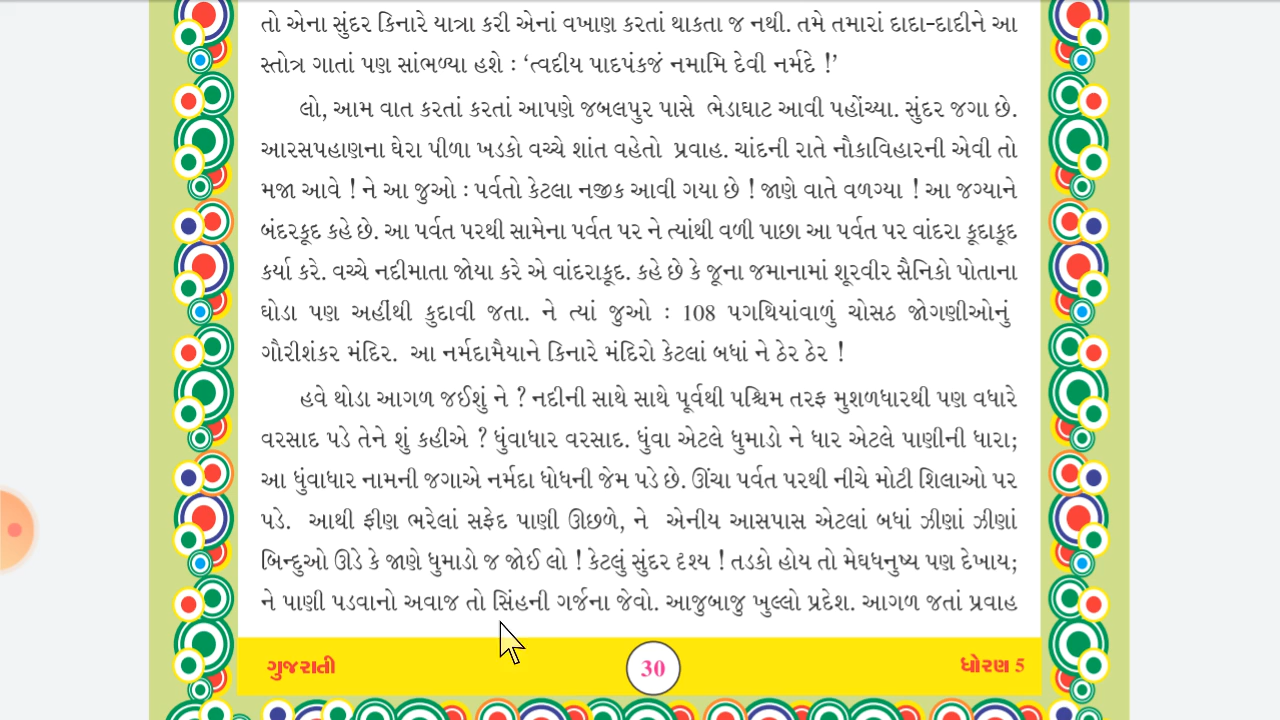 તો એના સુંદર કિનારે યાત્રા કરી એનાં વખાણ કરતાં થાકતા જ નથી. તમે તમારાં દાદા-દાદીને આ
સ્તોત્ર ગાતાં પણ સાંભળ્યા હશે : ‘ત્વદીય પાદપંકજં નમામિ દેવી નર્મદે !’
લો, આમ વાત કરતાં કરતાં આપણે જબલપુર પાસે ભેડાઘાટ આવી પહોંચ્યા. સુંદર જગા છે.
આરસપહાણના ઘેરા પીળા ખડકો વચ્ચે શાંત વહેતો પ્રવાહ. ચાંદની રાતે નૌકાવિહારની એવી તો
મજા આવે ! ને આ જુઓ : પર્વતો કેટલા નજીક આવી ગયા છે ! જાણે વાતે વળગ્યા ! આ જગ્યાને
બંદરકૂદ કહે છે. આ પર્વત પરથી સામેના પર્વત પર ને ત્યાંથી વળી પાછા આ પર્વત પર વાંદરા કૂદાકૂદ
કર્યા કરે. વચ્ચે નદીમાતા જોયા કરે એ વાંદરાકૂદ. કહે છે કે જૂના જમાનામાં શૂરવીર સૈનિકો પોતાના
ઘોડા પણ અહીંથી કુદાવી જતા. ને ત્યાં જુઓ : 108 પગથિયાંવાળું ચોસઠ જોગણીઓનું
ગૌરીશંકર મંદિર. આ નર્મદામૈયાને કિનારે મંદિરો કેટલાં બધાં ને ઠેર ઠેર !
હવે થોડા આગળ જઈશું ને ? નદીની સાથે સાથે પૂર્વથી પશ્ચિમ તરફ મુશળધારથી પણ વધારે
વરસાદ પડે તેને શું કહીએ ? ધુંવાધાર વરસાદ. ધુંવા એટલે ધુમાડો ને ધાર એટલે પાણીની ધારા;
આ ધુંવાધાર નામની જગાએ નર્મદા ધોધની જેમ પડે છે. ઊંચા પર્વત પરથી નીચે મોટી શિલાઓ પર
પડે. આથી ફીણ ભરેલાં સફેદ પાણી ઊછળે, ને એનીય આસપાસ એટલાં બધાં ઝીણાં ઝીણાં
બિન્દુઓ ઊડે કે જાણે ધુમાડો જ જોઈ લો ! કેટલું સુંદર દૃશ્ય ! તડકો હોય તો મેઘધનુષ્ય પણ દેખાય;
ને પાણી પડવાનો અવાજ તો સિંહની ગર્જના જેવો. આજુબાજુ ખુલ્લો પ્રદેશ. આગળ જતાં પ્રવાહ
ગુજરાતી 30 ધોરણ 5